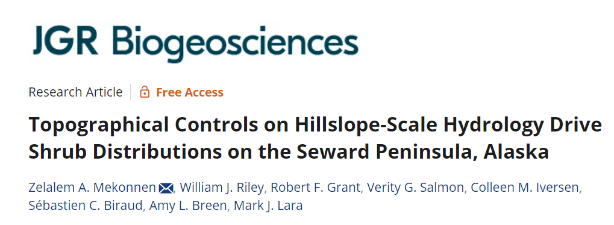 JGR Biogeosciences
Research Article Free Access
Topographical Controls on Hillslope-Scale Hydrology Drive
Shrub Distributions on the Seward Peninsula, Alaska
Zelalem A. Mekonnen, William J. Riley, Robert F. Grant, Verity G. Salmon, Colleen M. Iversen,
Sébastien C. Biraud, Amy L. Breen, Mark J. Lara